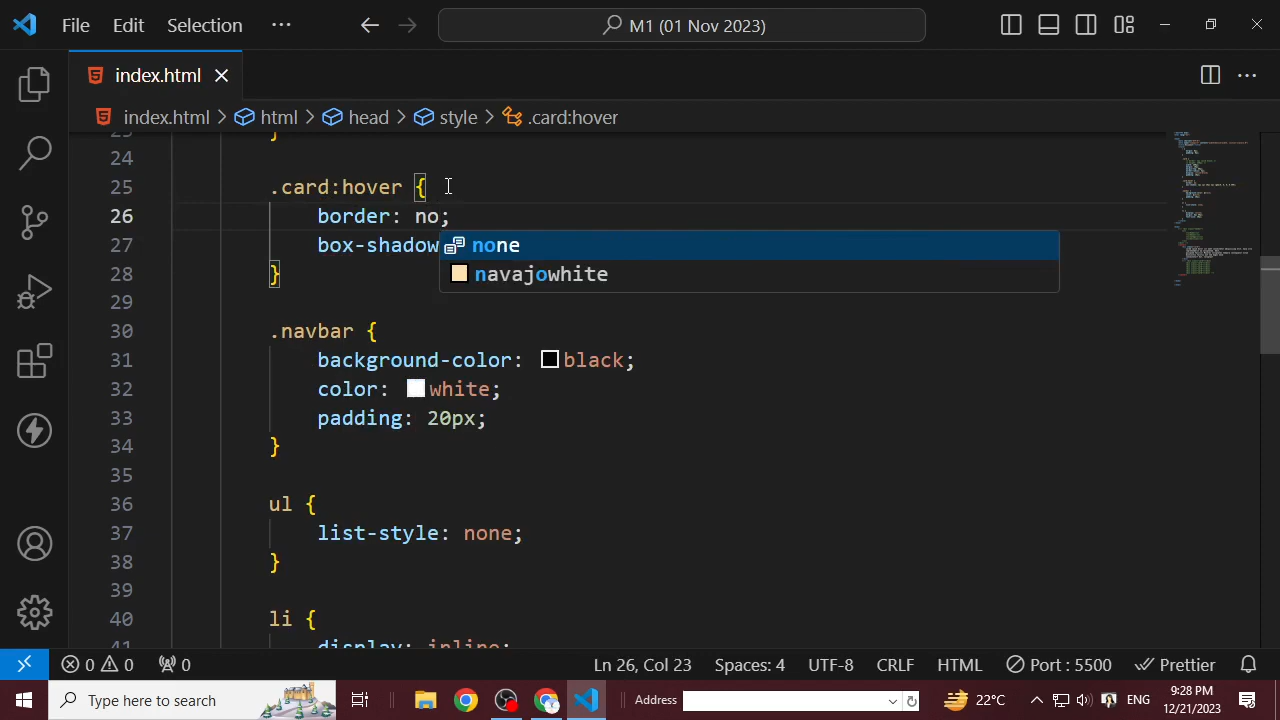 File Edit Selection ··· M1 (01 Nov 2023)
index.html
index.html > html > head > style > .card:hover
23 }
24
25 .card:hover {
26 border: no;
27 box-shadow
none
navajowhite
28 }
29
30 .navbar {
31 background-color: black;
32 color: white;
33 padding: 20px;
34 }
35
36 ul {
37 list-style: none;
38 }
39
40 li {
41 display: inline;
0 0 0 Ln 26, Col 23 Spaces: 4 UTF-8 CRLF HTML Port : 5500 Prettier
Type here to search Address 22°C ENG 9:28 PM
12/21/2023